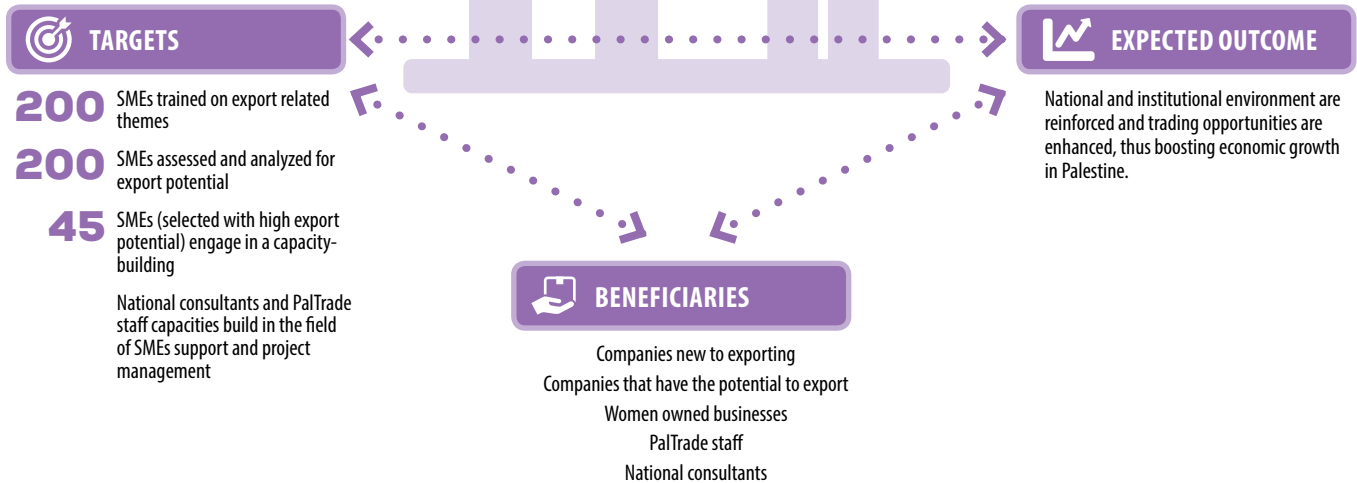 TARGETS
200 SMEs trained on export related
themes
200 SMEs assessed and analyzed for
export potential
45 SMEs (selected with high export
potential) engage in a capacity-
building
National consultants and PalTrade
staff capacities build in the field
of SMEs support and project
management
EXPECTED OUTCOME
National and institutional environment are
reinforced and trading opportunities are
enhanced, thus boosting economic growth
in Palestine.
BENEFICIARIES
Companies new to exporting
Companies that have the potential to export
Women owned businesses
PalTrade staff
National consultants